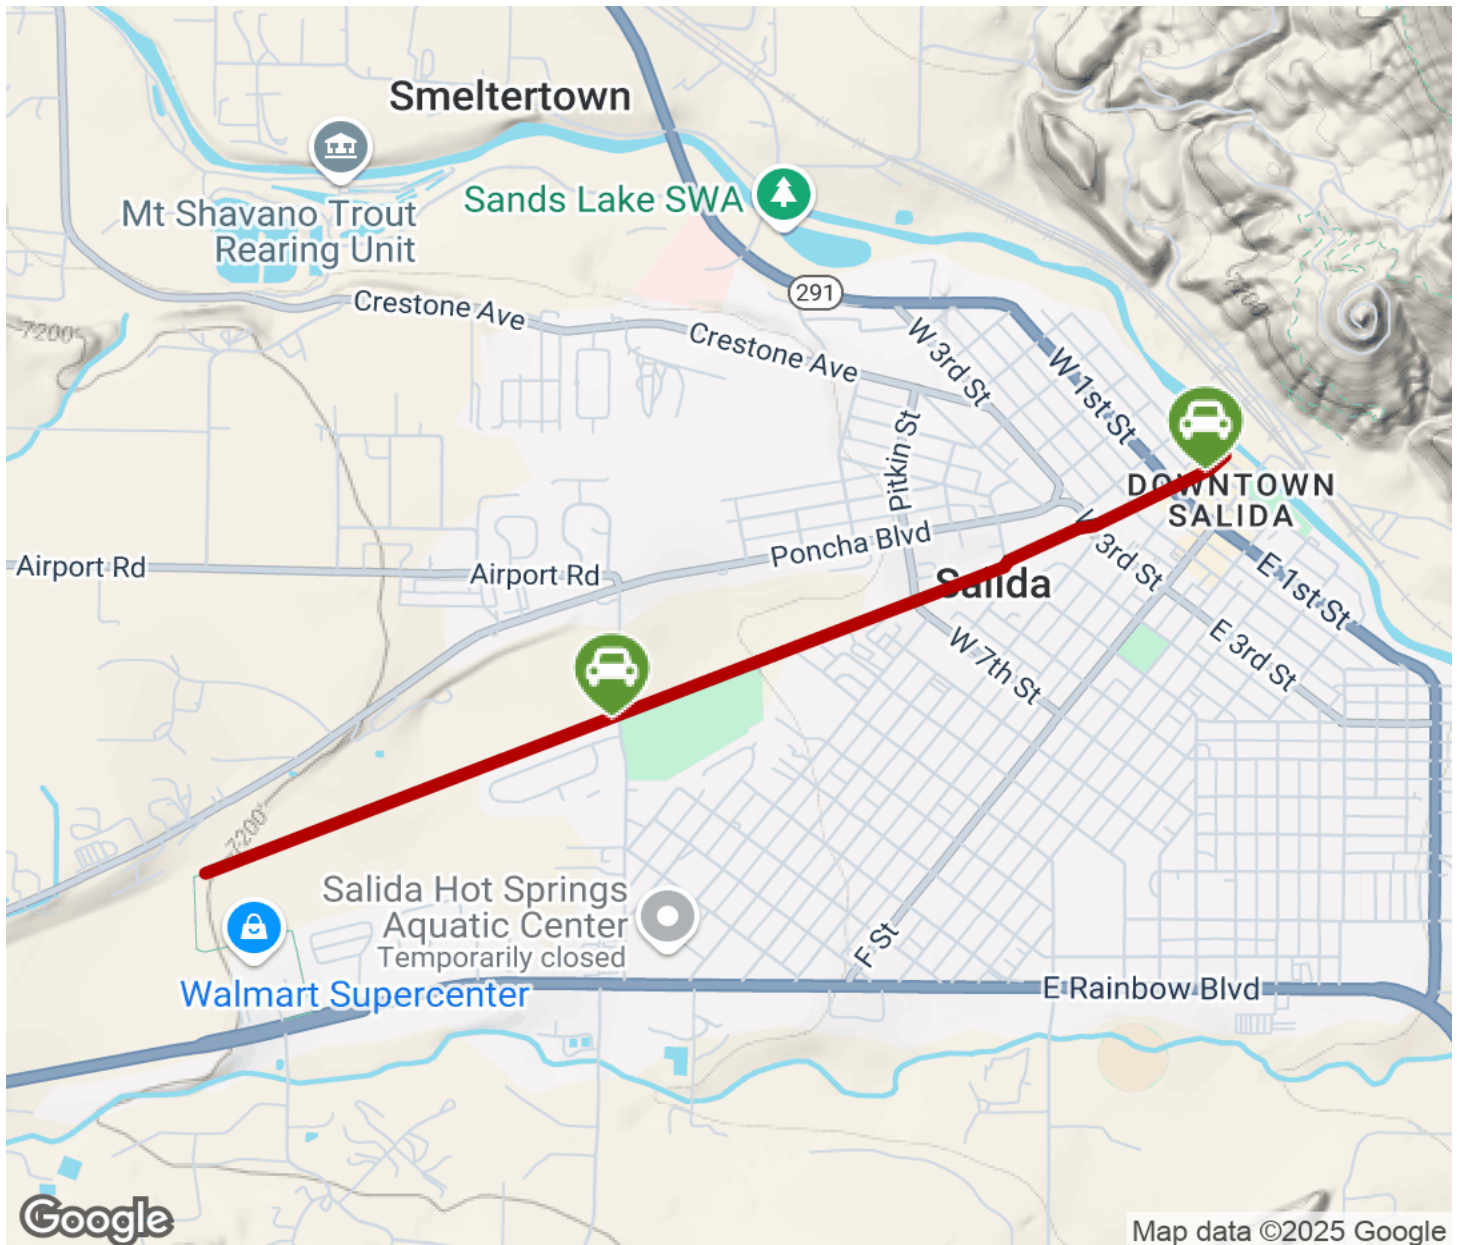 Smeltertown
Sands Lake SWA
Mt Shavano Trout
Rearing Unit
291
7200
Crestone Ave
Crestone Ave
7200
W 3rd St
W 1st St
Pitkin St
DOWNTOWN
SALIDA
Poncha Blvd
W 3rd St
Airport Rd
Airport Rd
Salida
E 1st St
W 7th St
E 3rd St
7200
Salida Hot Springs
Aquatic Center
Temporarily closed
F St
Walmart Supercenter
E Rainbow Blvd
Google
Map data ©2025 Google